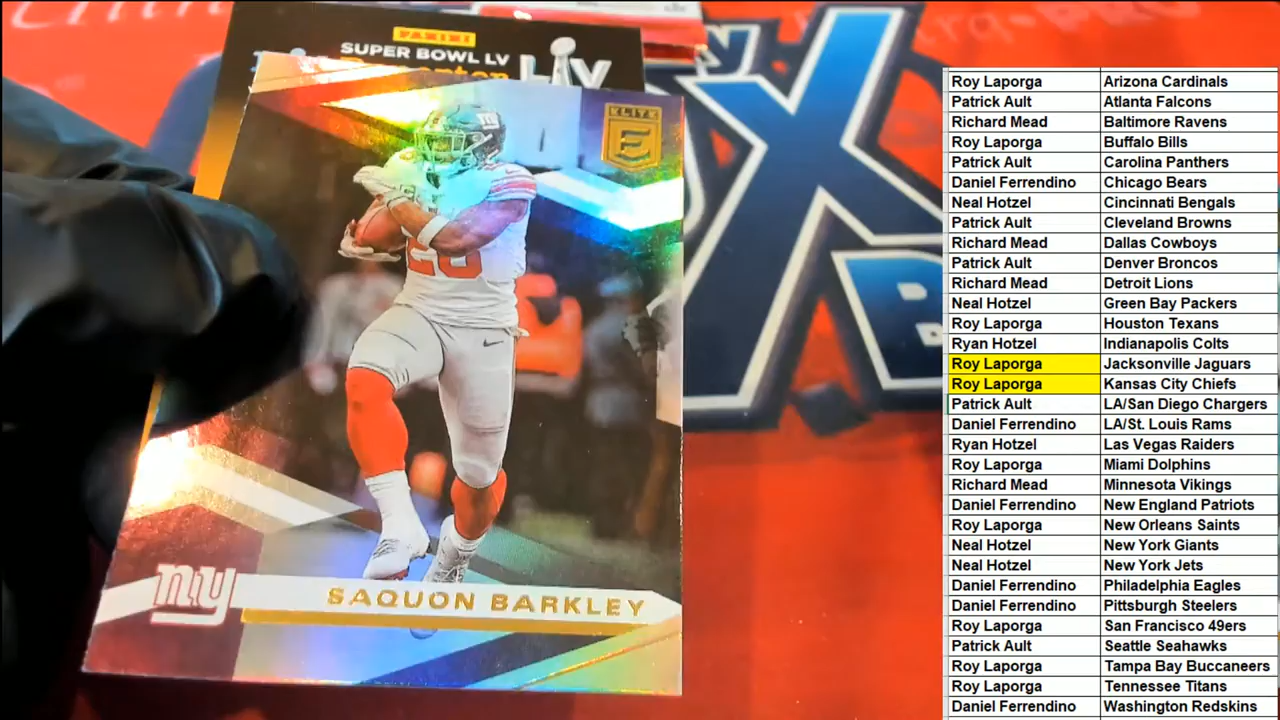 PANINI
SUPER BOWL LV
LIV
ELITE
E
20
ny
SAQUON BARKLEY
X
B
Roy Laporga Arizona Cardinals
Patrick Ault Atlanta Falcons
Richard Mead Baltimore Ravens
Roy Laporga Buffalo Bills
Patrick Ault Carolina Panthers
Daniel Ferrendino Chicago Bears
Neal Hotzel Cincinnati Bengals
Patrick Ault Cleveland Browns
Richard Mead Dallas Cowboys
Patrick Ault Denver Broncos
Richard Mead Detroit Lions
Neal Hotzel Green Bay Packers
Roy Laporga Houston Texans
Ryan Hotzel Indianapolis Colts
Roy Laporga Jacksonville Jaguars
Roy Laporga Kansas City Chiefs
Patrick Ault LA/San Diego Chargers
Daniel Ferrendino LA/St. Louis Rams
Ryan Hotzel Las Vegas Raiders
Roy Laporga Miami Dolphins
Richard Mead Minnesota Vikings
Daniel Ferrendino New England Patriots
Roy Laporga New Orleans Saints
Neal Hotzel New York Giants
Neal Hotzel New York Jets
Daniel Ferrendino Philadelphia Eagles
Daniel Ferrendino Pittsburgh Steelers
Roy Laporga San Francisco 49ers
Patrick Ault Seattle Seahawks
Roy Laporga Tampa Bay Buccaneers
Roy Laporga Tennessee Titans
Daniel Ferrendino Washington Redskins